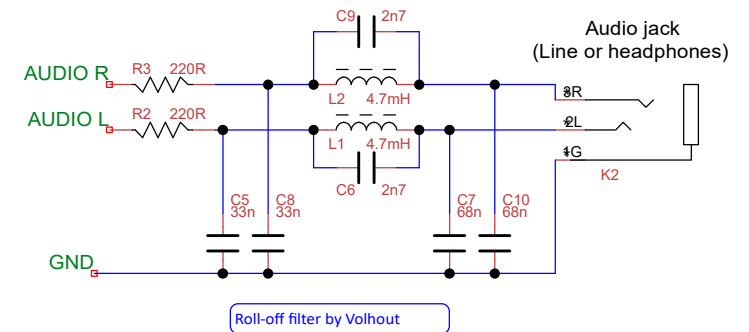 C9 2n7
Audio jack
(Line or headphones)
AUDIO R R3 220R
L2 4.7mH
3R
AUDIO L R2 220R
2L
L1 4.7mH
1G
K2
C6 2n7
C5 C8 C7 C10
33n 33n 68n 68n
GND
Roll-off filter by Volhout